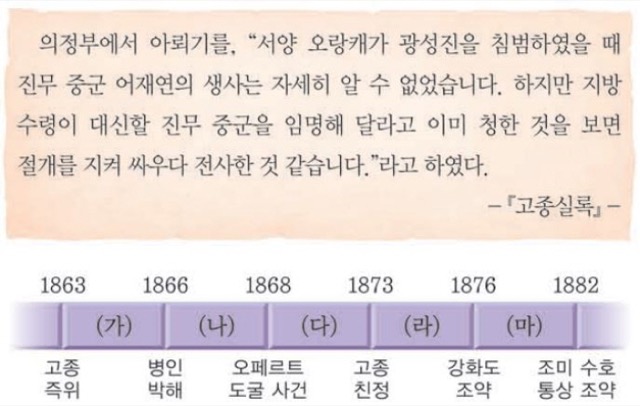 의정부에서 아뢰기를, “서양 오랑캐가 광성진을 침범하였을 때
진무 중군 어재연의 생사는 자세히 알 수 없었습니다. 하지만 지방
수령이 대신할 진무 중군을 임명해 달라고 이미 청한 것을 보면
절개를 지켜 싸우다 전사한 것 같습니다.”라고 하였다.
-『고종실록』-
1863 1866 1868 1873 1876 1882
(가) (나) (다) (라) (마)
고종 병인 오페르트 고종 강화도 조미 수호
즉위 박해 도굴 사건 친정 조약 통상 조약